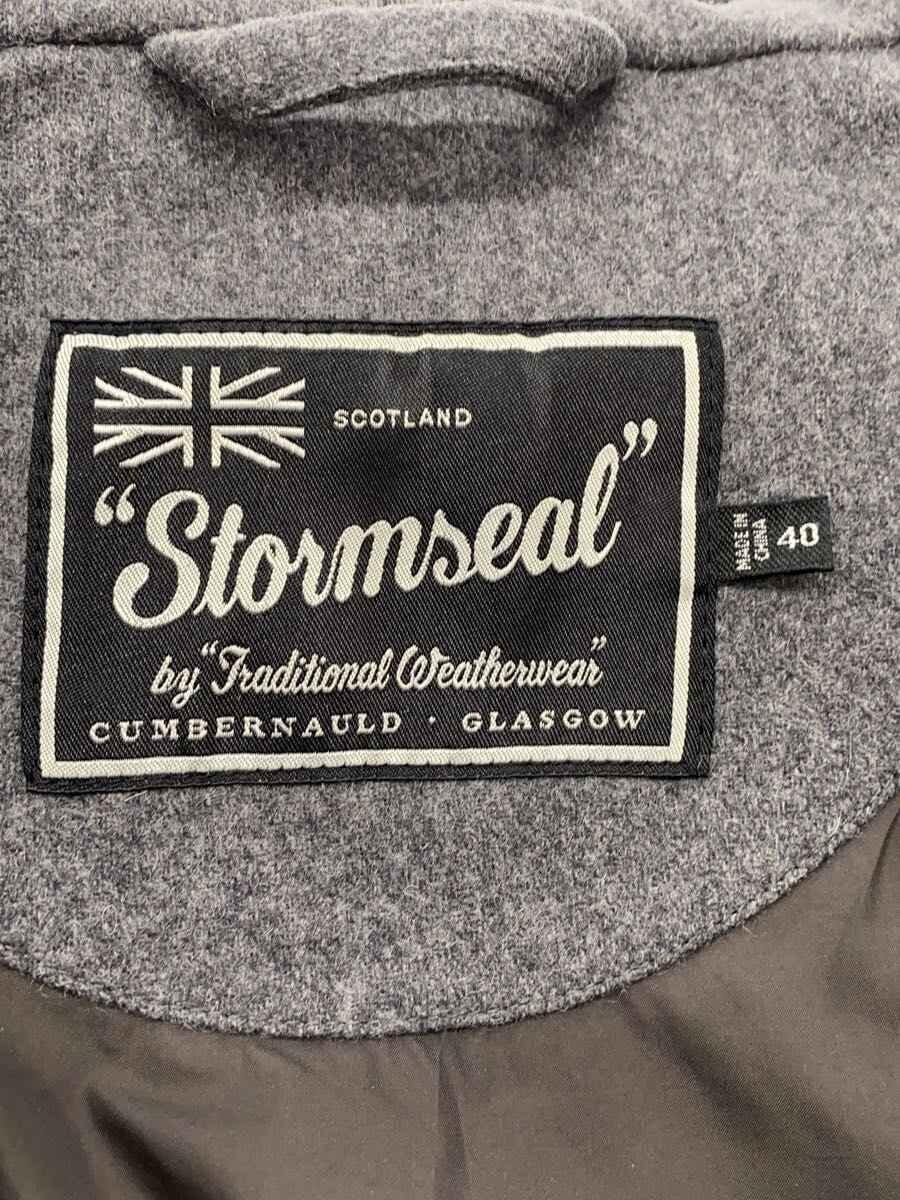 SCOTLAND
“Stormseal”
by “Traditional Weatherwear”
CUMBERNAULD · GLASGOW
MADE IN
CHINA
40